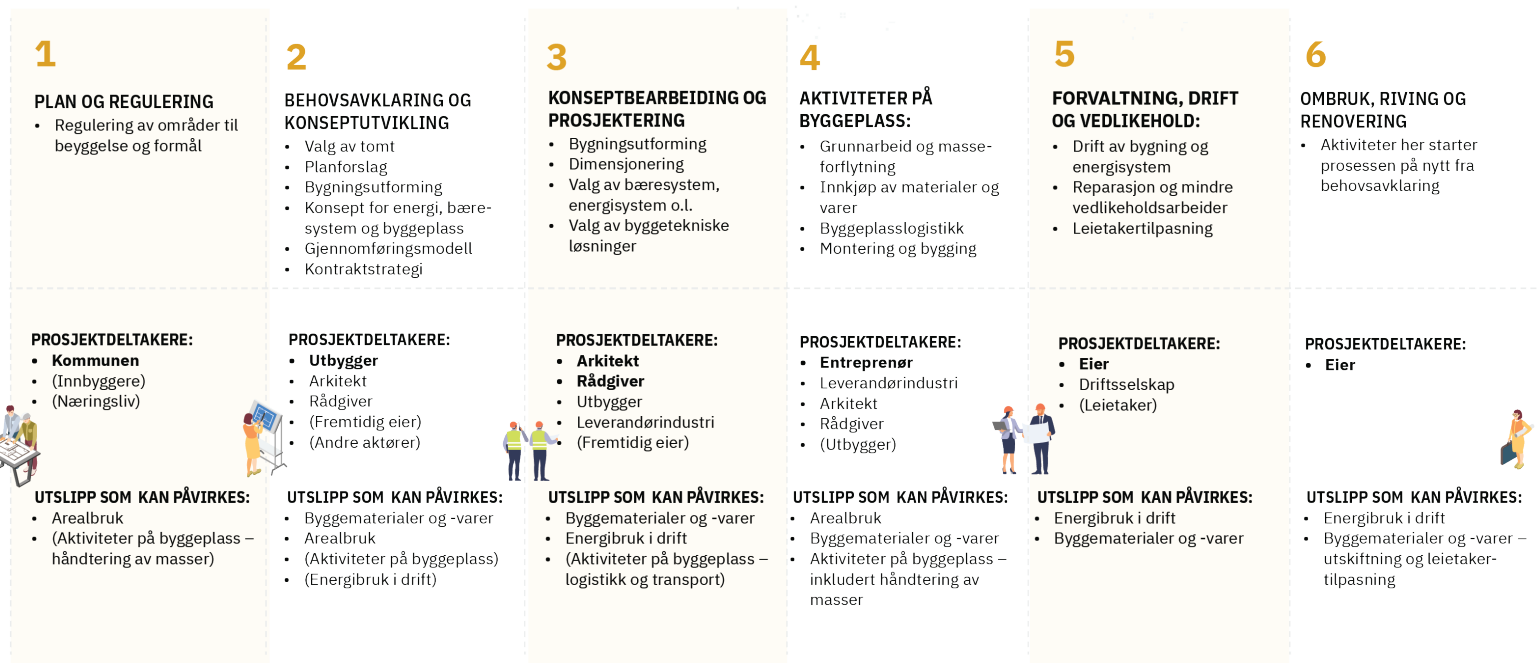 1
PLAN OG REGULERING
• Regulering av områder til
beyggelse og formål
2
BEHOVSAVKLARING OG
KONSEPTUTVIKLING
• Valg av tomt
• Planforslag
• Bygningsutforming
• Konsept for energi, bære-
system og byggeplass
• Gjennomføringsmodell
• Kontraktstrategi
3
KONSEPTBEARBEIDING OG
PROSJEKTERING
• Bygningsutforming
• Dimensjonering
• Valg av bæresystem,
energisystem o.l.
• Valg av byggetekniske
løsninger
4
AKTIVITETER PÅ
BYGGEPLASS:
• Grunnarbeid og masse-
forflytning
• Innkjøp av materialer og
varer
• Byggeplasslogistikk
• Montering og bygging
5
FORVALTNING, DRIFT
OG VEDLIKEHOLD:
• Drift av bygning og
energisystem
• Reparasjon og mindre
vedlikeholdsarbeider
• Leietakertilpasning
6
OMBRUK, RIVING OG
RENOVERING
• Aktiviteter her starter
prosessen på nytt fra
behovsavklaring
PROSJEKTDELTAKERE:
• Kommunen
• (Innbyggere)
• (Næringsliv)
PROSJEKTDELTAKERE:
• Utbygger
• Arkitekt
• Rådgiver
• (Fremtidig eier)
• (Andre aktører)
PROSJEKTDELTAKERE:
• Arkitekt
• Rådgiver
• Utbygger
• Leverandørindustri
• (Fremtidig eier)
PROSJEKTDELTAKERE:
• Entreprenør
• Leverandørindustri
• Arkitekt
• Rådgiver
• (Utbygger)
PROSJEKTDELTAKERE:
• Eier
• Driftsselskap
• (Leietaker)
PROSJEKTDELTAKERE:
• Eier
UTSLIPP SOM KAN PÅVIRKES:
• Arealbruk
• (Aktiviteter på byggeplass –
håndtering av masser)
UTSLIPP SOM KAN PÅVIRKES:
• Byggematerialer og -varer
• Arealbruk
• (Aktiviteter på byggeplass)
• (Energibruk i drift)
UTSLIPP SOM KAN PÅVIRKES:
• Byggematerialer og -varer
• Energibruk i drift
• (Aktiviteter på byggeplass –
logistikk og transport)
UTSLIPP SOM KAN PÅVIRKES:
• Arealbruk
• Byggematerialer og -varer
• Aktiviteter på byggeplass –
inkludert håndtering av
masser
UTSLIPP SOM KAN PÅVIRKES:
• Energibruk i drift
• Byggematerialer og -varer
UTSLIPP SOM KAN PÅVIRKES:
• Energibruk i drift
• Byggematerialer og -varer –
utskiftning og leietaker-
tilpasning